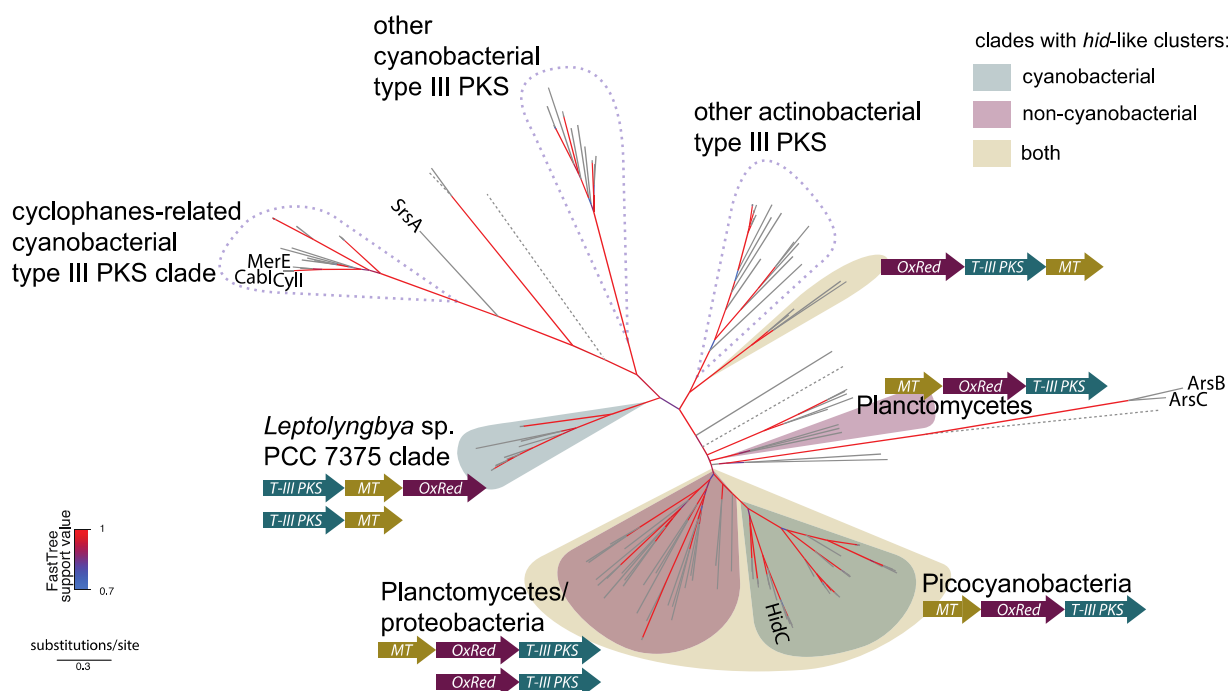 other
cyanobacterial
type III PKS
clades with hid-like clusters:
cyanobacterial
non-cyanobacterial
both
other actinobacterial
type III PKS
cyclophanes-related
cyanobacterial
type III PKS clade
SrsA
MerE
CabI
CylI
OxRed T-III PKS MT
MT OxRed T-III PKS
Planctomycetes
ArsB
ArsC
Leptolyngbya sp.
PCC 7375 clade
T-III PKS MT OxRed
T-III PKS MT
FastTree
support value
1
0.7
substitutions/site
0.3
Planctomycetes/
proteobacteria
MT OxRed T-III PKS
OxRed T-III PKS
HidC
Picocyanobacteria
MT OxRed T-III PKS